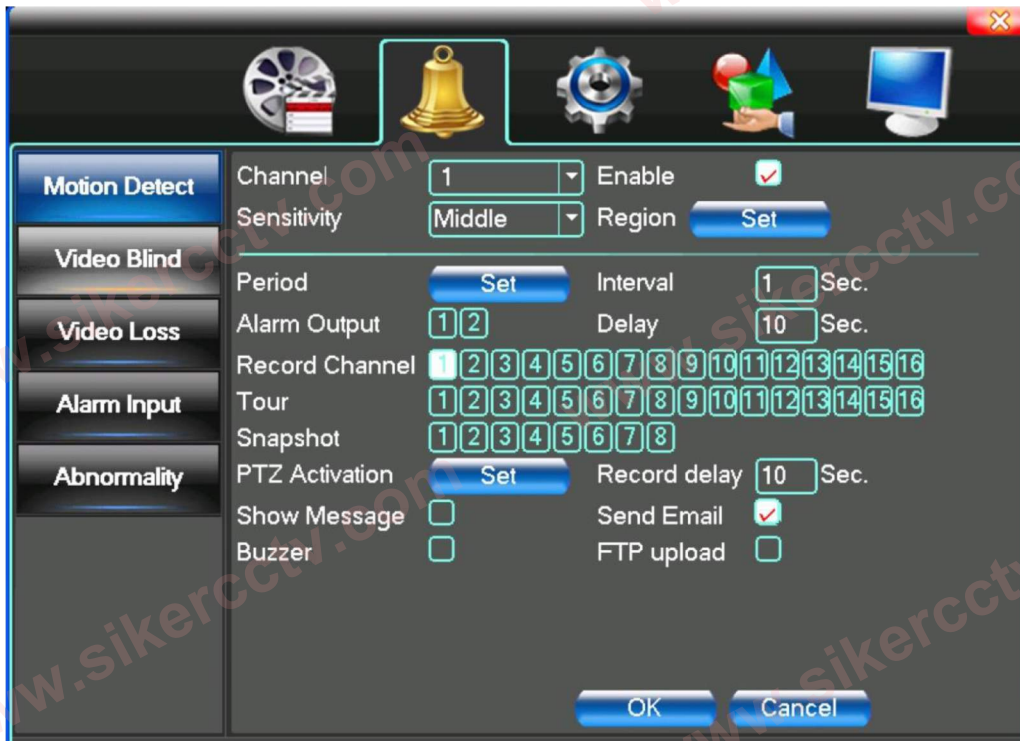 Motion Detect
Video Blind
Video Loss
Alarm Input
Abnormality
Channel 1 Enable
Sensitivity Middle Region Set
Period Set Interval 1 Sec.
Alarm Output 1 2 Delay 10 Sec.
Record Channel 1 2 3 4 5 6 7 8 9 10 11 12 13 14 15 16
Tour 1 2 3 4 5 6 7 8 9 10 11 12 13 14 15 16
Snapshot 1 2 3 4 5 6 7 8
PTZ Activation Set Record delay 10 Sec.
Show Message Send Email
Buzzer FTP upload
OK Cancel
www.sikercctv.com